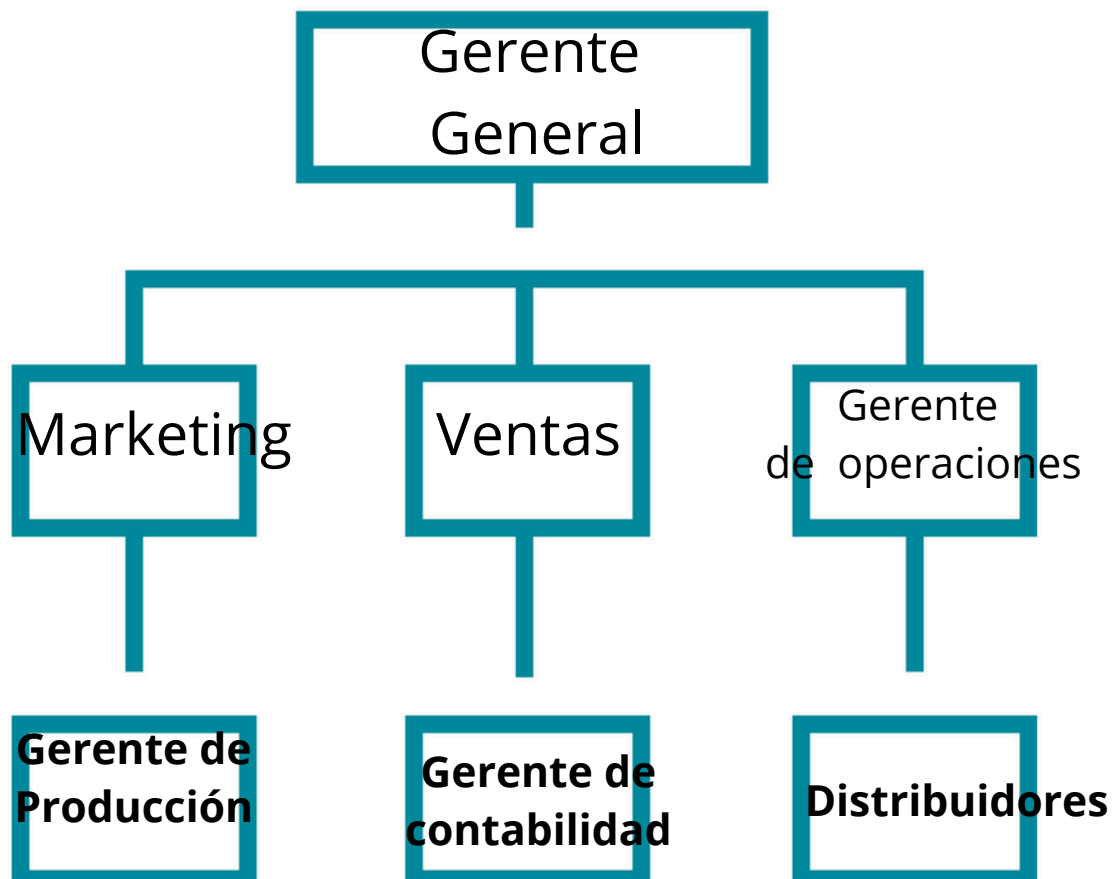 Gerente
General
Marketing
Ventas
Gerente
de operaciones
Gerente de
Producción
Gerente de
contabilidad
Distribuidores